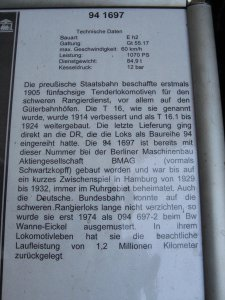 94 1697
Technische Daten
Bauart E h2
Gattung Gt 55.17
max. Geschwindigkeit 60 km/h
Leistung 1070 PS
Dienstgewicht 84,9 t
Kesseldruck 12 bar
Die preußische Staatsbahn beschaffte erstmals
1905 fünfachsige Tenderlokomotiven für den
schweren Rangierdienst, vor allem auf den
Güterbahnhöfen. Die T 16, wie sie genannt
wurde, wurde 1914 verbessert und als T 16.1 bis
zu 1924 weitergebaut. Die letzte Lieferung ging
direkt an die DR, die die Loks als Baureihe 94
eingereiht hatte. Die 94 1697 ist bereits mit
dieser Nummer bei der Berliner Maschinenbau
Aktiengesellschaft BMAG (vormals
Schwartzkopff) gebaut worden und war bis auf
ein kurzes Zwischenspiel in Hamburg von 1929
bis 1932, immer im Ruhrgebiet beheimatet. Auch
die Deutsche Bundesbahn konnte auf die
schweren Rangierloks lange nicht verzichten, so
wurde sie erst 1974 als 094 697-2 beim Bw
Wanne-Eickel ausgemustert. In ihrem
Lokomotivleben hat sie die beachtliche
Laufleistung von 1,2 Millionen Kilometer
zurückgelegt